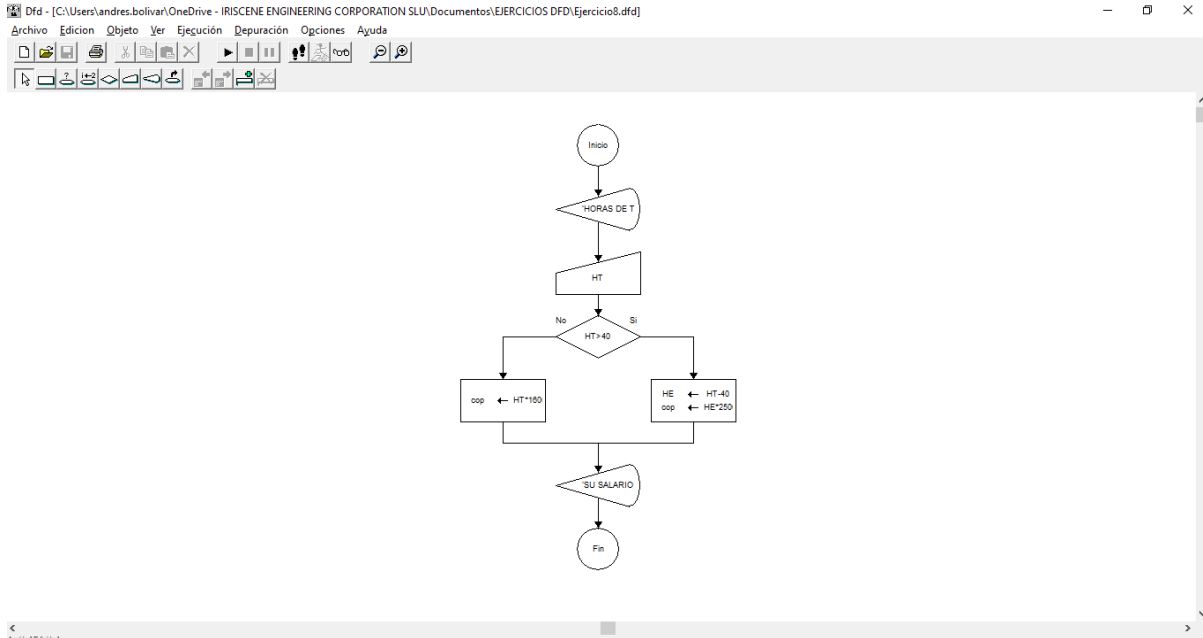 Dfd - [C:\Users\andres.bolivar\OneDrive - IRISCENE ENGINEERING CORPORATION SLU\Documentos\EJERCICIOS DFD\Ejercicio8.dfd]
Archivo Edicion Objeto Ver Ejecución Depuración Opciones Ayuda
Inicio
'HORAS DE T
HT
No Si
HT>40
cop ← HT*160
HE ← HT-40
cop ← HE*250
'SU SALARIO
Fin